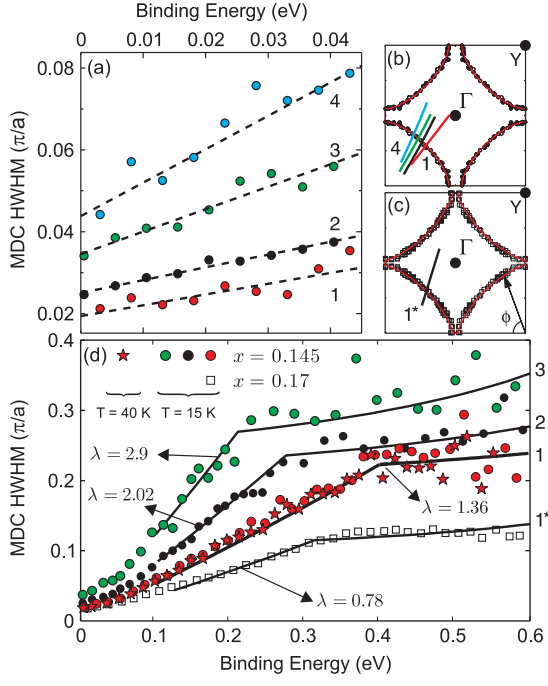 Binding Energy (eV)
0 0.01 0.02 0.03 0.04
MDC HWHM (π/a)
0.08
0.06
0.04
0.02
(a)
4
3
2
1
(b)
Y
Γ
4
1
(c)
Y
Γ
1*
ϕ
(d)
x = 0.145
x = 0.17
T = 40 K T = 15 K
MDC HWHM (π/a)
0.4
0.3
0.2
0.1
0
λ = 2.9
λ = 2.02
λ = 1.36
λ = 0.78
3
2
1
1*
0 0.1 0.2 0.3 0.4 0.5 0.6
Binding Energy (eV)